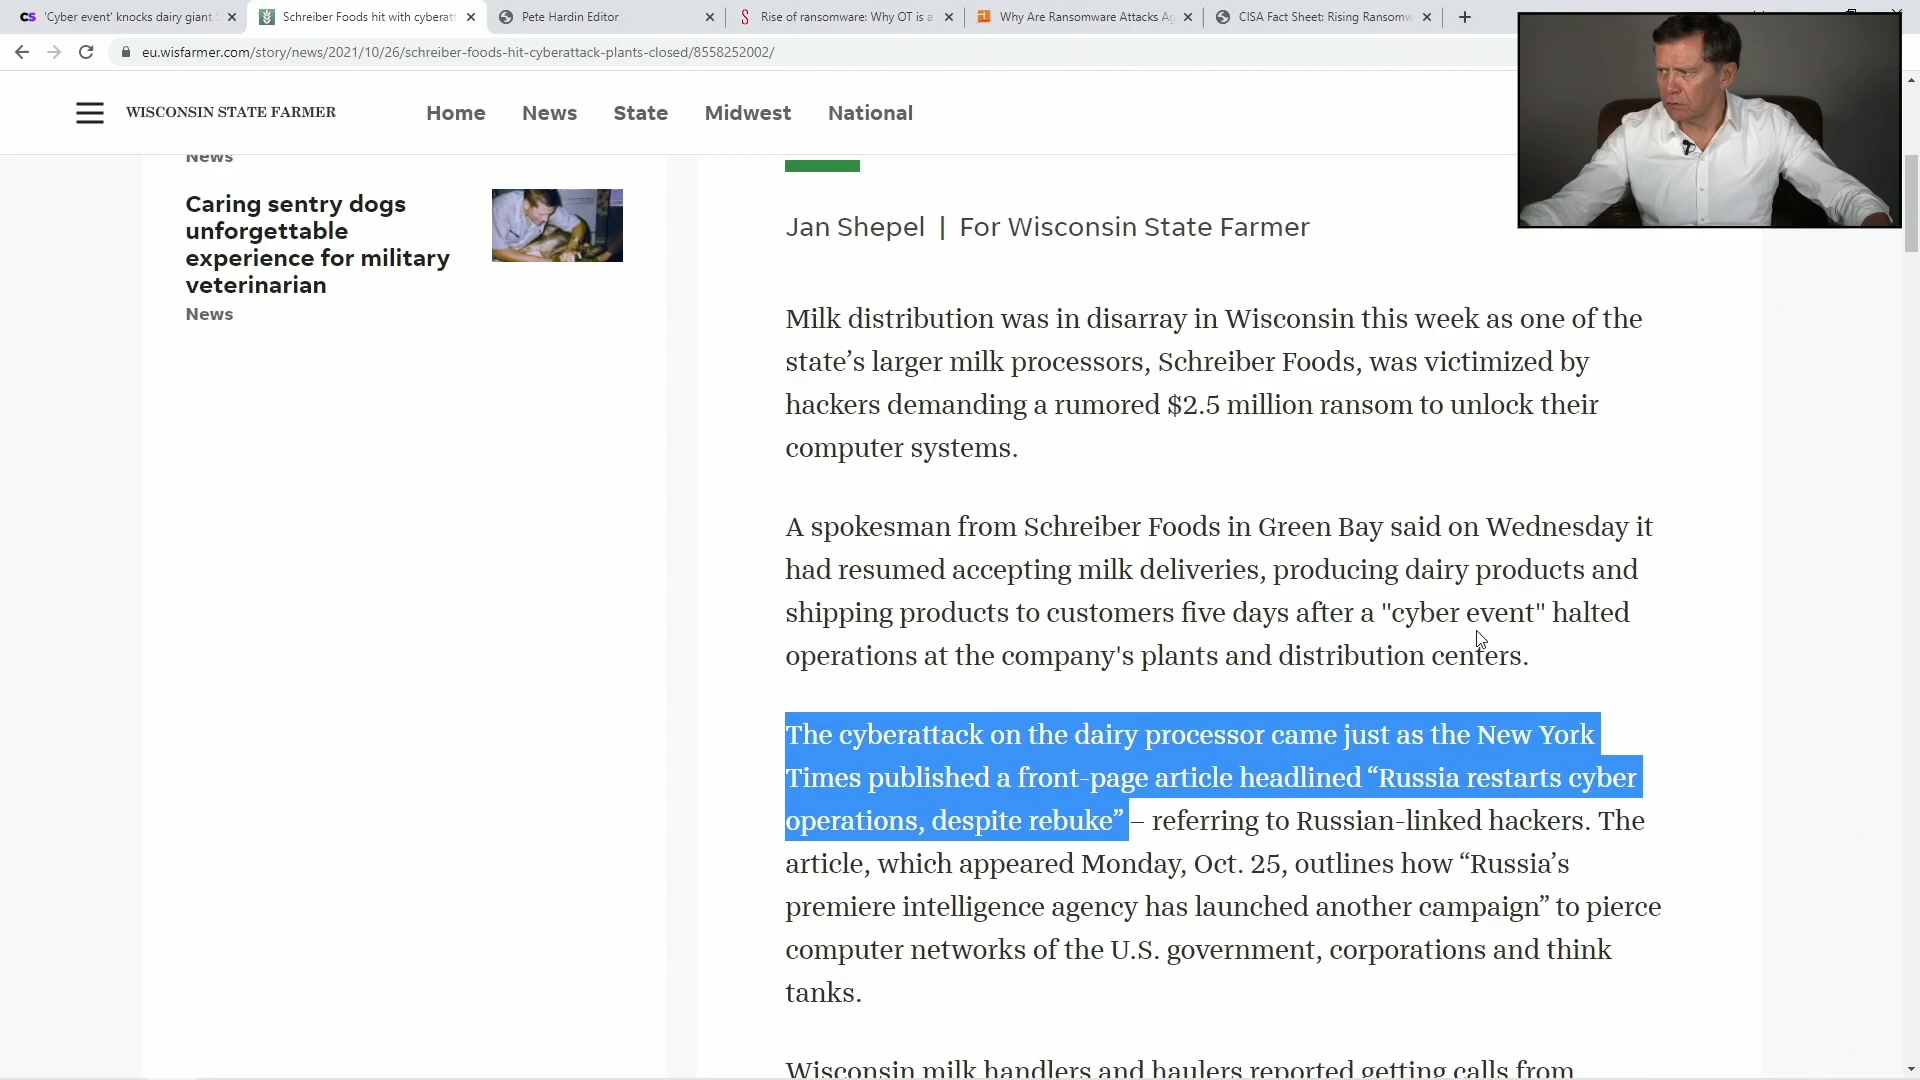 'Cyber event' knocks dairy giant
Schreiber Foods hit with cyberatt
Pete Hardin Editor
Rise of ransomware: Why OT is a
Why Are Ransomware Attacks Ag
CISA Fact Sheet: Rising Ransomw
eu.wisfarmer.com/story/news/2021/10/26/schreiber-foods-hit-cyberattack-plants-closed/8558252002/
WISCONSIN STATE FARMER
Home News State Midwest National
News
Caring sentry dogs
unforgettable
experience for military
veterinarian
News
Jan Shepel | For Wisconsin State Farmer
Milk distribution was in disarray in Wisconsin this week as one of the
state’s larger milk processors, Schreiber Foods, was victimized by
hackers demanding a rumored $2.5 million ransom to unlock their
computer systems.
A spokesman from Schreiber Foods in Green Bay said on Wednesday it
had resumed accepting milk deliveries, producing dairy products and
shipping products to customers five days after a "cyber event" halted
operations at the company's plants and distribution centers.
The cyberattack on the dairy processor came just as the New York
Times published a front-page article headlined “Russia restarts cyber
operations, despite rebuke” – referring to Russian-linked hackers. The
article, which appeared Monday, Oct. 25, outlines how “Russia’s
premiere intelligence agency has launched another campaign” to pierce
computer networks of the U.S. government, corporations and think
tanks.
Wisconsin milk handlers and haulers reported getting calls from